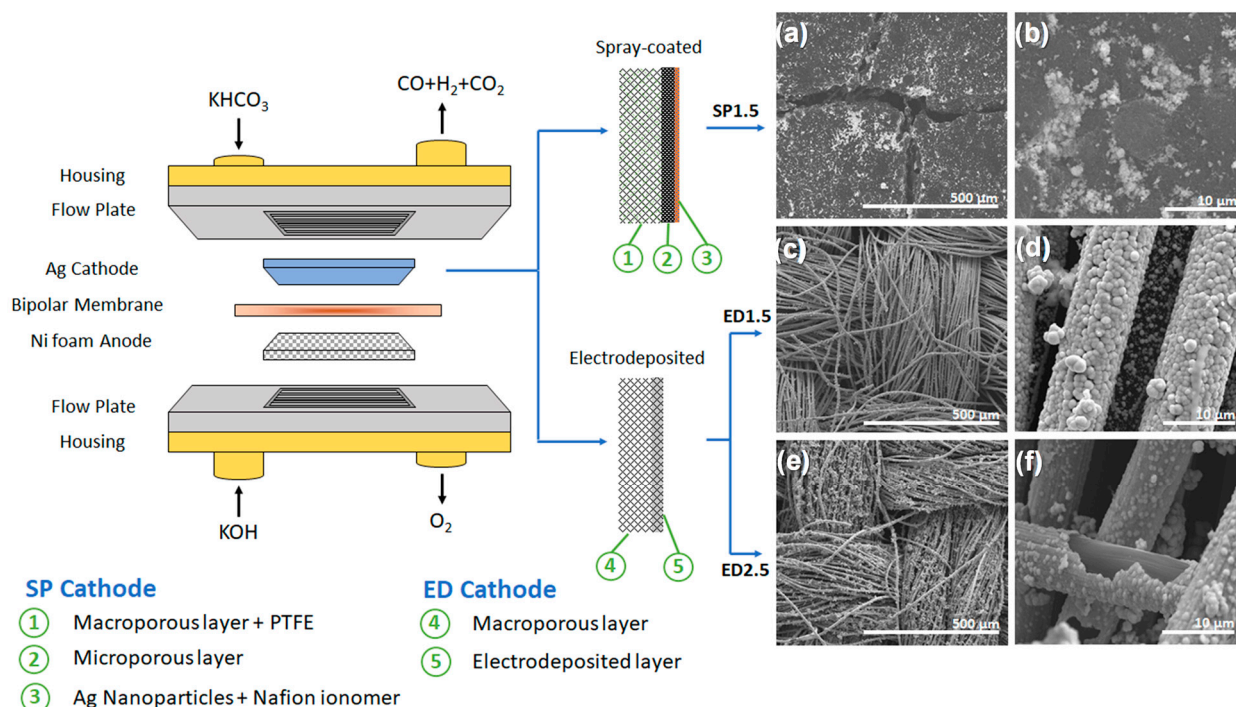 KHCO3
CO+H2+CO2
Housing
Flow Plate
Ag Cathode
Bipolar Membrane
Ni foam Anode
Flow Plate
Housing
KOH
O2
Spray-coated
SP1.5
1
2
3
Electrodeposited
ED1.5
ED2.5
4
5
(a)
500 µm
(b)
10 µm
(c)
500 µm
(d)
10 µm
(e)
500 µm
(f)
10 µm
SP Cathode
1 Macroporous layer + PTFE
2 Microporous layer
3 Ag Nanoparticles + Nafion ionomer
ED Cathode
4 Macroporous layer
5 Electrodeposited layer